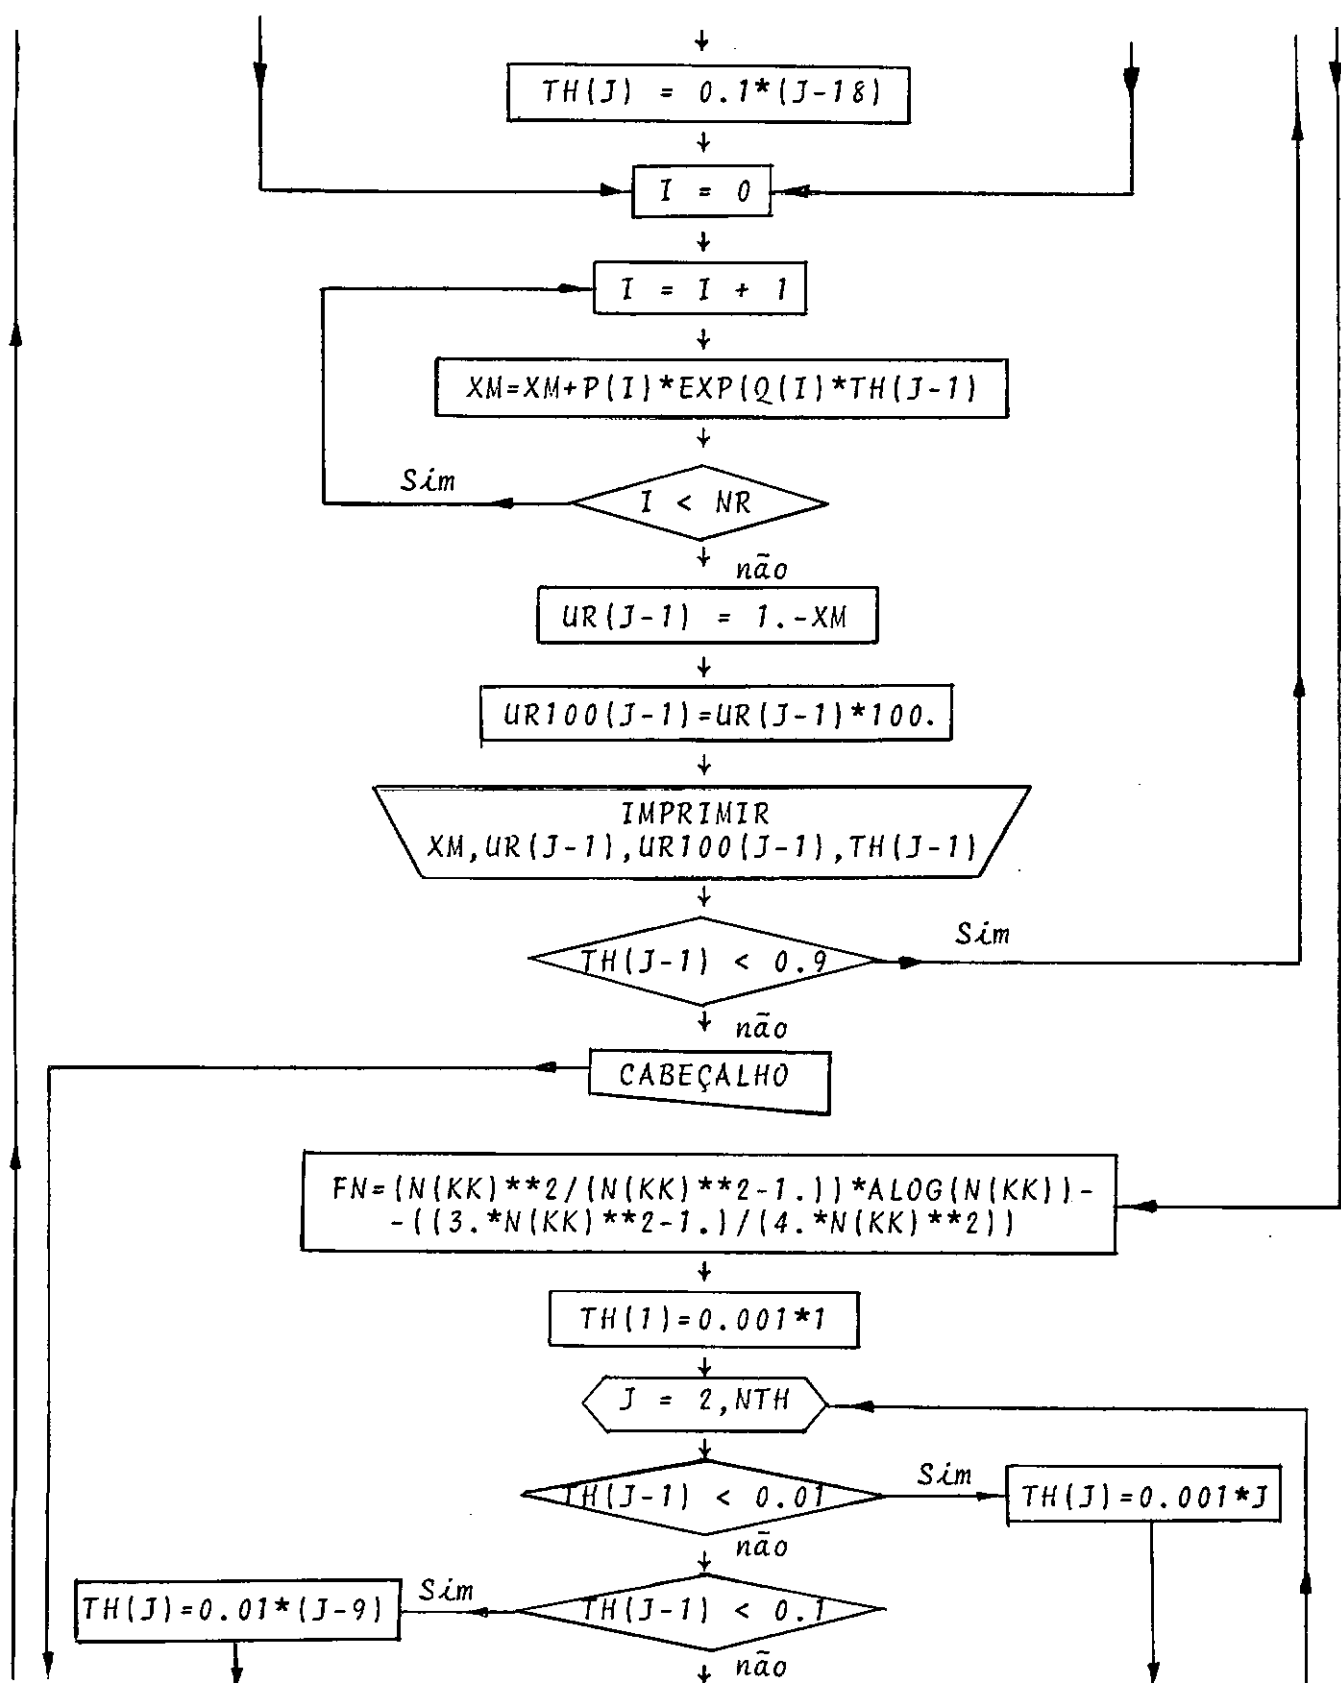 TH(J) = 0.1*(J-18)
I = 0
I = I + 1
XM=XM+P(I)*EXP(Q(I)*TH(J-1)
Sim
I < NR
não
UR(J-1) = 1.-XM
UR100(J-1)=UR(J-1)*100.
IMPRIMIR
XM,UR(J-1),UR100(J-1),TH(J-1)
Sim
TH(J-1) < 0.9
não
CABEÇALHO
FN=(N(KK)**2/(N(KK)**2-1.))*ALOG(N(KK))-
-((3.*N(KK)**2-1.)/(4.*N(KK)**2))
TH(1)=0.001*1
J = 2,NTH
TH(J-1) < 0.01
Sim
TH(J)=0.001*J
não
TH(J)=0.01*(J-9)
Sim
TH(J-1) < 0.1
não